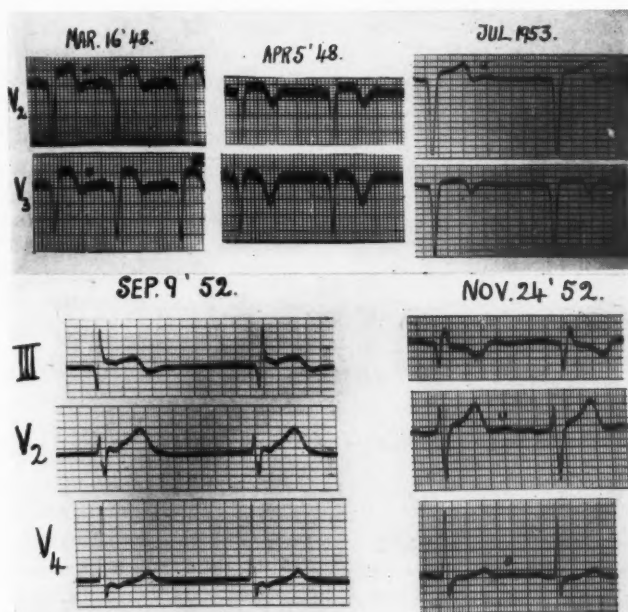 MAR. 16 '48.
APR 5 '48.
JUL. 1953.
V2
V3
SEP. 9 '52.
NOV. 24 '52.
III
V2
V4